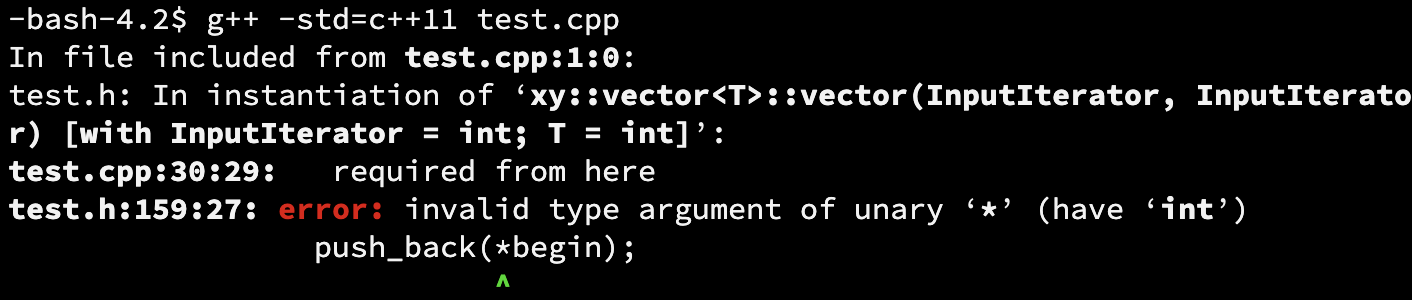 -bash-4.2$ g++ -std=c++11 test.cpp
In file included from test.cpp:1:0:
test.h: In instantiation of ‘xy::vector<T>::vector(InputIterator, InputIterato
r) [with InputIterator = int; T = int]’:
test.cpp:30:29:   required from here
test.h:159:27: error: invalid type argument of unary ‘*’ (have ‘int’)
                 push_back(*begin);
                           ^